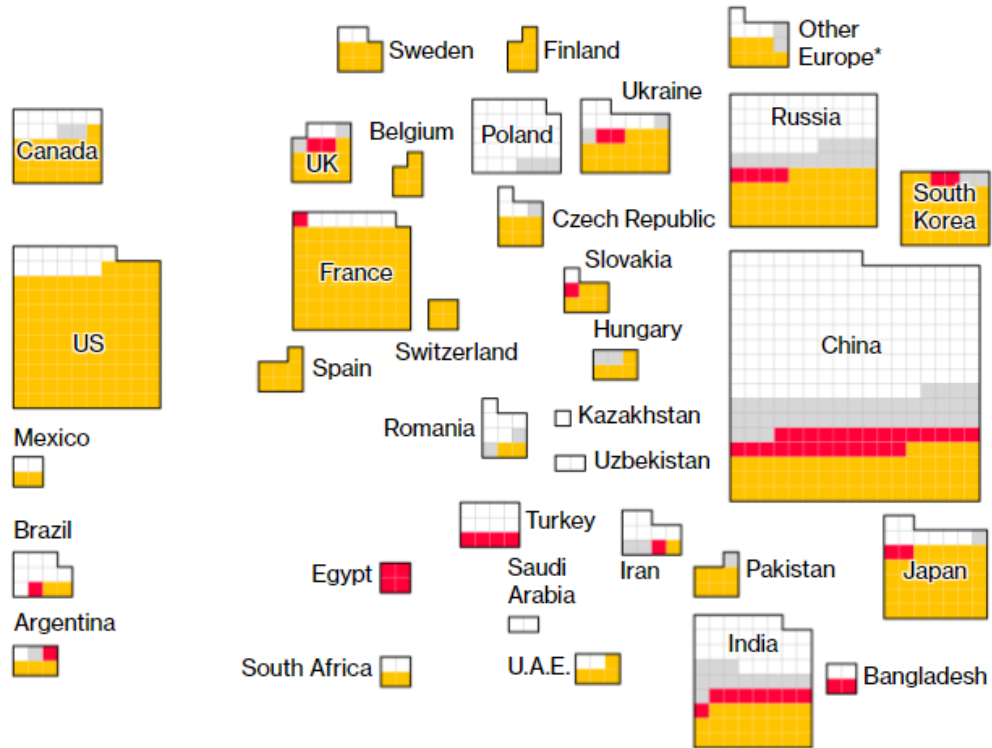 Sweden
Finland
Other
Europe*
Canada
UK
Belgium
Poland
Ukraine
Russia
South
Korea
Czech Republic
US
France
Switzerland
Spain
Slovakia
Hungary
China
Romania
Kazakhstan
Uzbekistan
Mexico
Brazil
Argentina
Turkey
Egypt
Saudi
Arabia
Iran
Pakistan
Japan
South Africa
U.A.E.
India
Bangladesh